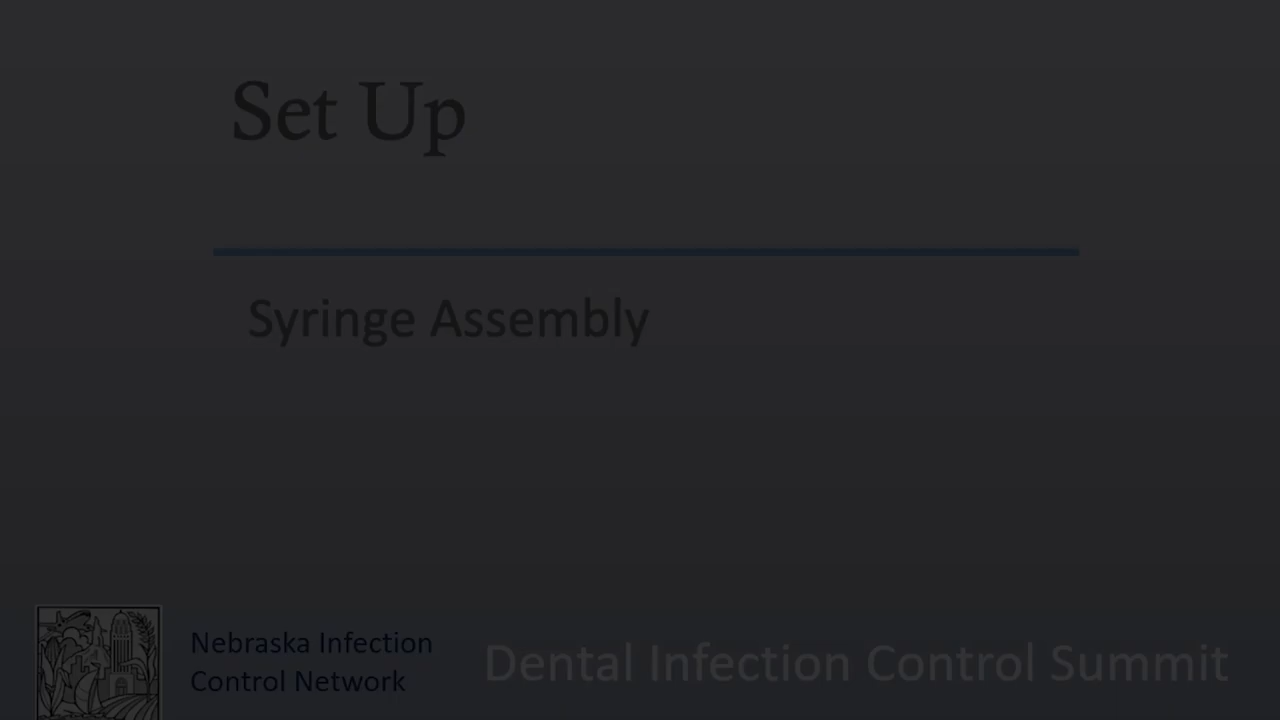 Set Up
Syringe Assembly
Nebraska Infection
Control Network
Dental Infection Control Summit